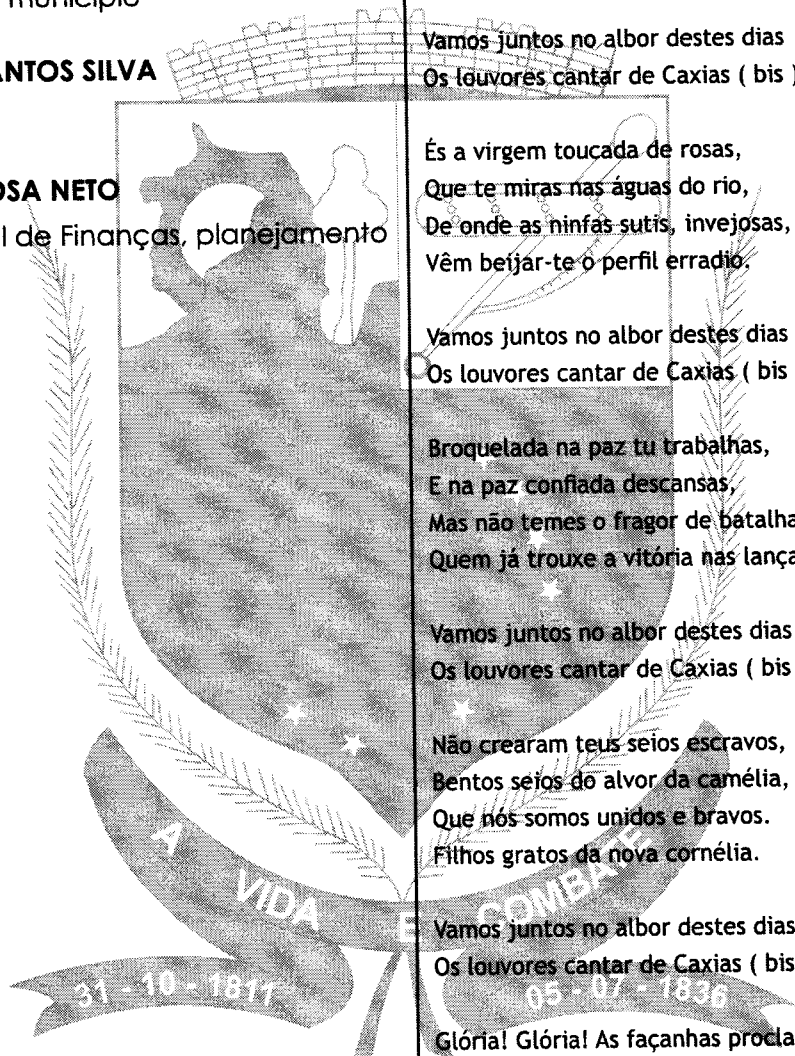 município
ANTOS SILVA
OSA NETO
l de Finanças, planejamento
Vamos juntos no albor destes dias
Os louvores cantar de Caxias ( bis )
És a virgem toucada de rosas,
Que te miras nas águas do rio,
De onde as ninfas sutis, invejosas,
Vêm beijar-te o perfil erradio.
Vamos juntos no albor destes dias
Os louvores cantar de Caxias ( bis
Broquelada na paz tu trabalhas,
E na paz confiada descansas,
Mas não temes o fragor de batalha
Quem já trouxe a vitória nas lança
Vamos juntos no albor destes dias
Os louvores cantar de Caxias ( bis
Não crearam teus seios escravos,
Bentos seios do alvor da camélia,
Que nós somos unidos e bravos.
Filhos gratos da nova cornélia.
Vamos juntos no albor destes dias
Os louvores cantar de Caxias ( bis
Glória! Glória! As façanhas procla
A VIDA É COMBATE
31 - 10 - 1811
05 - 07 - 1836